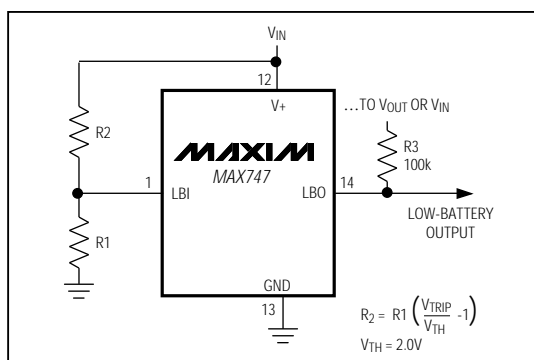 VIN
12
V+
...TO VOUT OR VIN
R2
MAXIM
MAX747
R3
100k
1
LBI
LBO
14
R1
LOW-BATTERY
OUTPUT
GND
13
R2 = R1 (VTRIP/VTH -1)
VTH = 2.0V